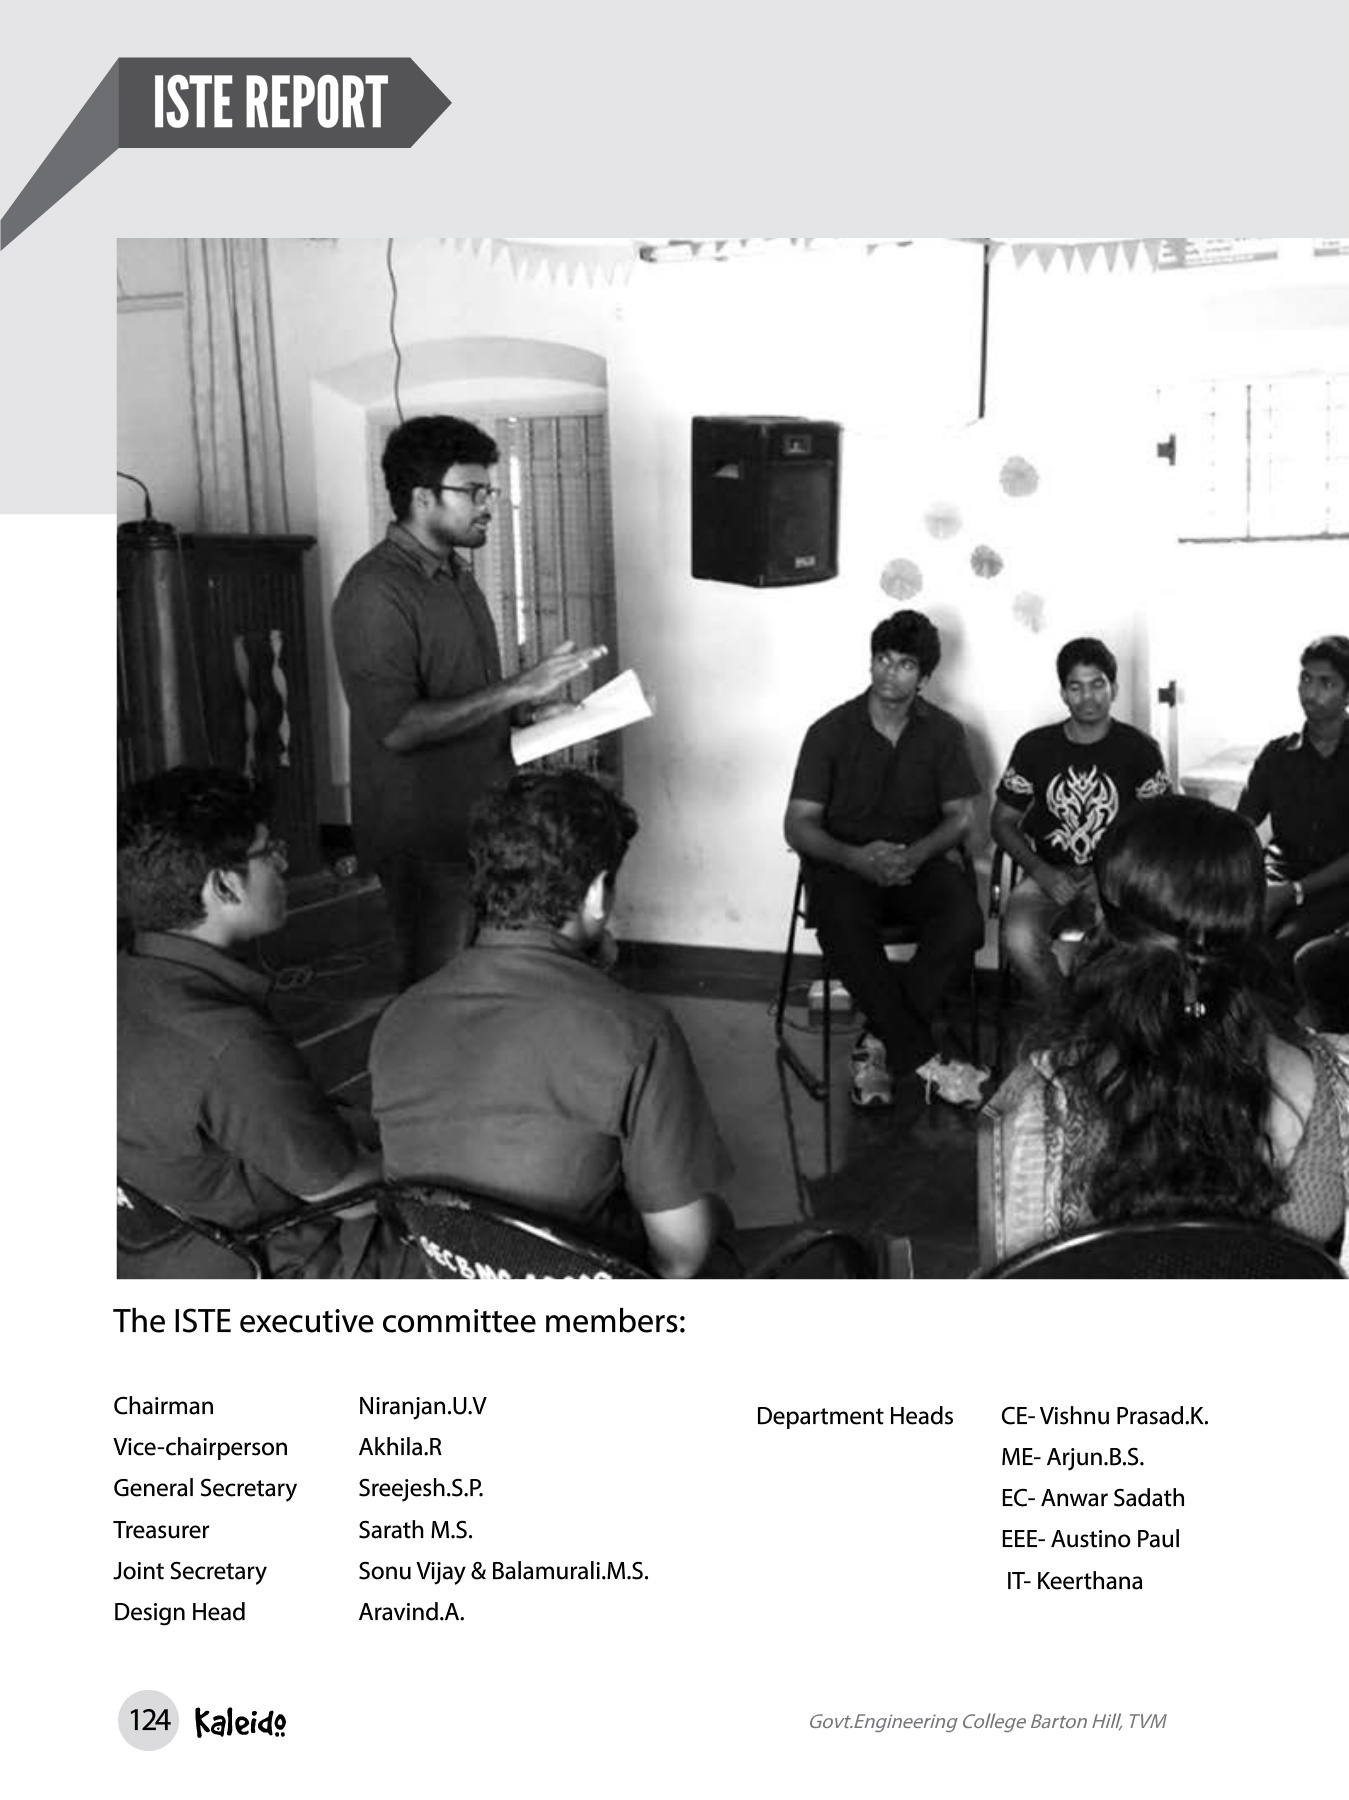 ISTE REPORT
The ISTE executive committee members:
Chairman Niranjan.U.V
Vice-chairperson Akhila.R
General Secretary Sreejesh.S.P.
Treasurer Sarath M.S.
Joint Secretary Sonu Vijay & Balamurali.M.S.
Design Head Aravind.A.
Department Heads CE- Vishnu Prasad.K.
ME- Arjun.B.S.
EC- Anwar Sadath
EEE- Austino Paul
IT- Keerthana
124 Kaleido
Govt.Engineering College Barton Hill, TVM